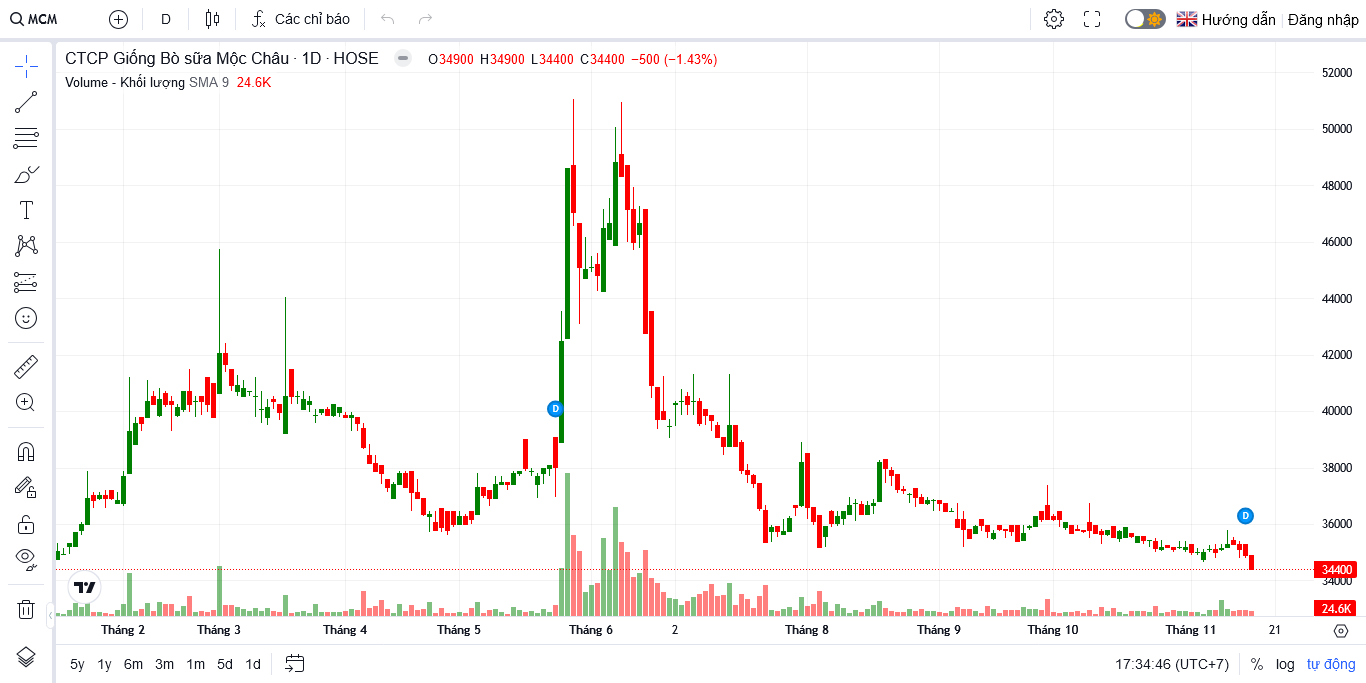 MCM D Các chỉ báo Hướng dẫn Đăng nhập
CTCP Giống Bò sữa Mộc Châu · 1D · HOSE O34900 H34900 L34400 C34400 −500 (−1.43%)
Volume - Khối lượng SMA 9 24.6K
52000
50000
48000
46000
44000
42000
40000
D
38000
36000
D
34400
34000
24.6K
Tháng 2 Tháng 3 Tháng 4 Tháng 5 Tháng 6 2 Tháng 8 Tháng 9 Tháng 10 Tháng 11 21
5y 1y 6m 3m 1m 5d 1d 17:34:46 (UTC+7) % log tự động